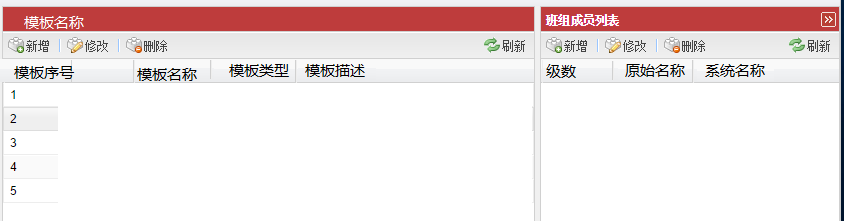 模板名称
新增 修改 删除 刷新
模板序号 模板名称 模板类型 模板描述
1
2
3
4
5
班组成员列表
新增 修改 删除 刷新
级数 原始名称 系统名称